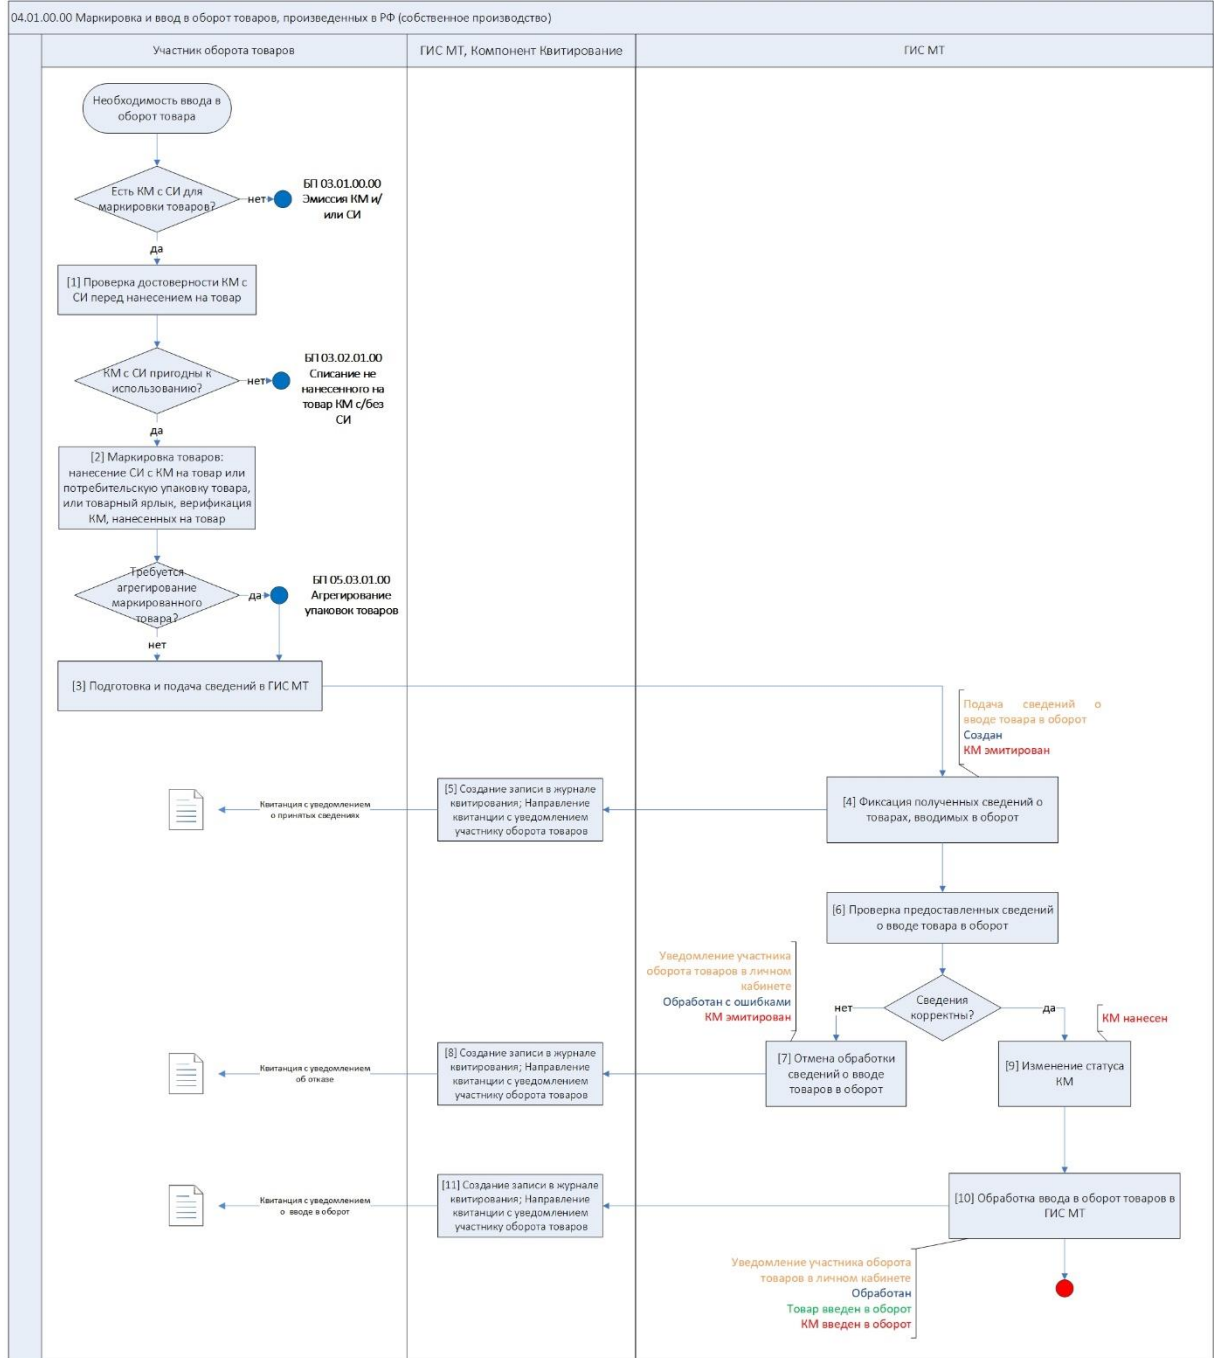 04.01.00.00 Маркировка и ввод в оборот товаров, произведенных в РФ (собственное производство)
Участник оборота товаров
ГИС МТ, Компонент Квитирование
ГИС МТ
Необходимость ввода в
оборот товара
Есть КМ с СИ для
маркировки товаров?
нет
БП 03.01.00.00
Эмиссия КМ и/
или СИ
да
[1] Проверка достоверности КМ с
СИ перед нанесением на товар
КМ с СИ пригодны к
использованию?
нет
БП 03.02.01.00
Списание не
нанесенного на
товар КМ с/без
СИ
да
[2] Маркировка товаров:
нанесение СИ с КМ на товар или
потребительскую упаковку товара,
или товарный ярлык, верификация
КМ, нанесенных на товар
Требуется
агрегирование
маркированного
товара?
да
БП 05.03.01.00
Агрегирование
упаковок товаров
нет
[3] Подготовка и подача сведений в ГИС МТ
Подача сведений о
вводе товара в оборот
Создан
КМ эмитирован
[4] Фиксация полученных сведений о
товарах, вводимых в оборот
[5] Создание записи в журнале
квитирования; Направление
квитанции с уведомлением
участнику оборота товаров
Квитанция с уведомлением
о принятых сведениях
[6] Проверка предоставленных сведений
о вводе товара в оборот
Сведения
корректны?
нет
да
Уведомление участника
оборота товаров в личном
кабинете
Обработан с ошибками
КМ эмитирован
КМ нанесен
[7] Отмена обработки
сведений о вводе
товаров в оборот
[8] Создание записи в журнале
квитирования; Направление
квитанции с уведомлением
участнику оборота товаров
Квитанция с уведомлением
об отказе
[9] Изменение статуса
КМ
[10] Обработка ввода в оборот товаров в
ГИС МТ
[11] Создание записи в журнале
квитирования; Направление
квитанции с уведомлением
участнику оборота товаров
Квитанция с уведомлением
о вводе в оборот
Уведомление участника оборота
товаров в личном кабинете
Обработан
Товар введен в оборот
КМ введен в оборот